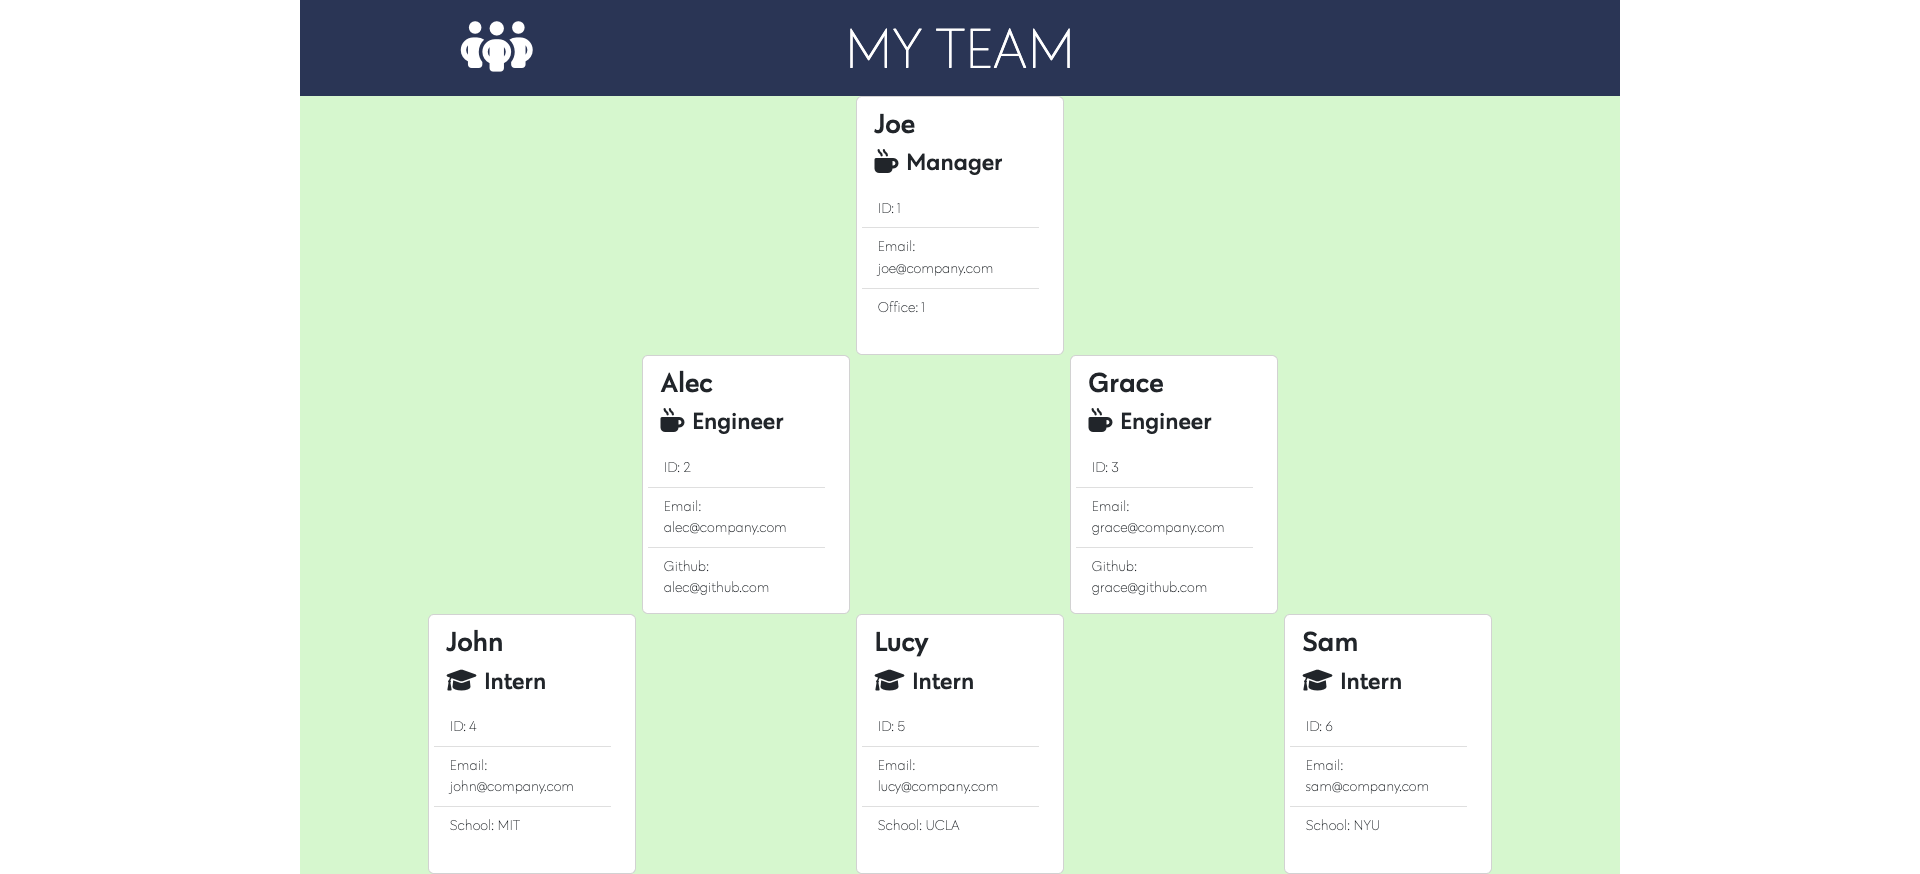 MY TEAM
Joe
Manager
ID: 1
Email:
joe@company.com
Office: 1
Alec
Engineer
ID: 2
Email:
alec@company.com
Github:
alec@github.com
Grace
Engineer
ID: 3
Email:
grace@company.com
Github:
grace@github.com
John
Intern
ID: 4
Email:
john@company.com
School: MIT
Lucy
Intern
ID: 5
Email:
lucy@company.com
School: UCLA
Sam
Intern
ID: 6
Email:
sam@company.com
School: NYU